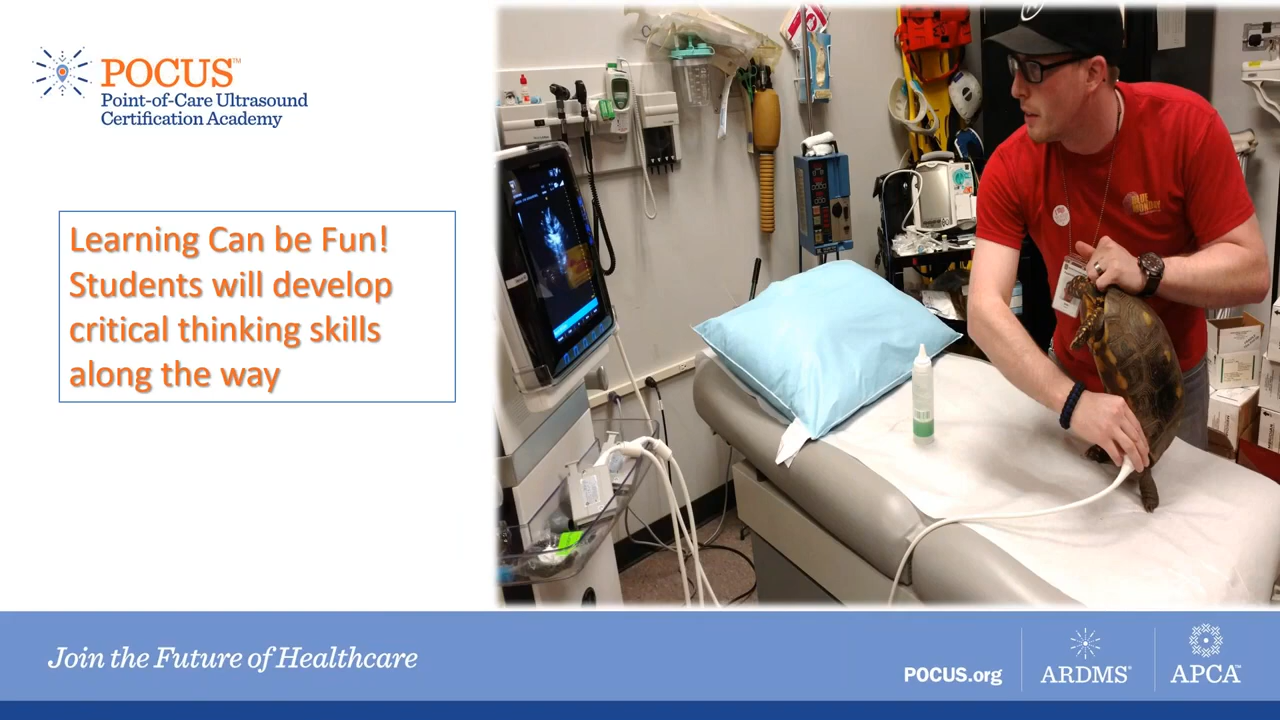 POCUS™
Point-of-Care Ultrasound
Certification Academy
Learning Can be Fun!
Students will develop
critical thinking skills
along the way
Join the Future of Healthcare
POCUS.org
ARDMS®
APCA™